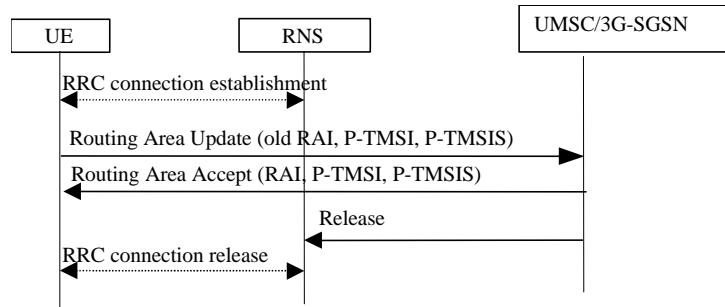 UE
RNS
UMSC/3G-SGSN
RRC connection establishment
Routing Area Update (old RAI, P-TMSI, P-TMSIS)
Routing Area Accept (RAI, P-TMSI, P-TMSIS)
Release
RRC connection release